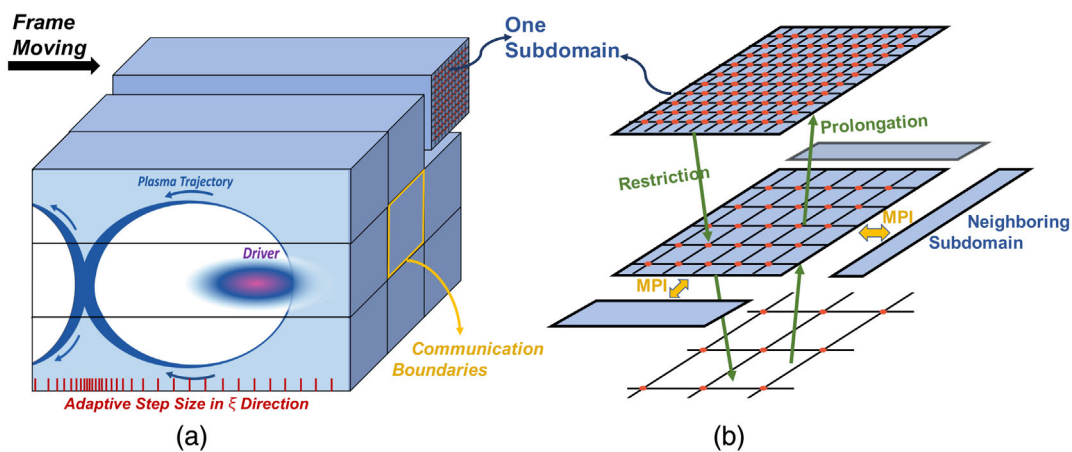 Frame
Moving
One
Subdomain
Plasma Trajectory
Driver
Communication
Boundaries
Adaptive Step Size in ξ Direction
(a)
Prolongation
Restriction
MPI
Neighboring
Subdomain
MPI
(b)